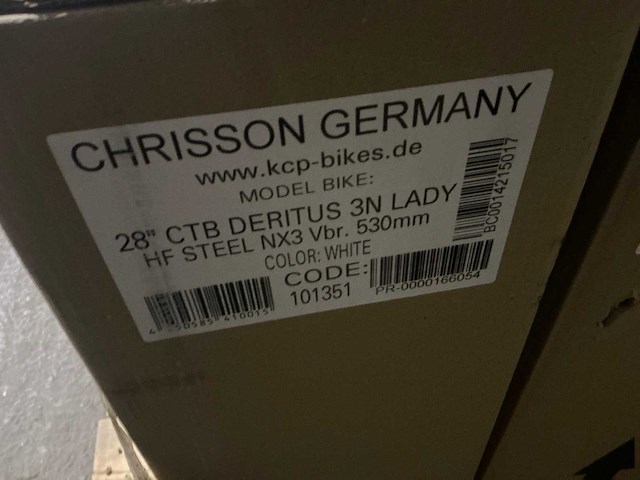 CHRISSON GERMANY
www.kcp-bikes.de
MODEL BIKE:
28" CTB DERITUS 3N LADY
HF STEEL NX3 Vbr. 530mm
COLOR: WHITE
CODE:
101351
PR-0000166054
BC0014215017